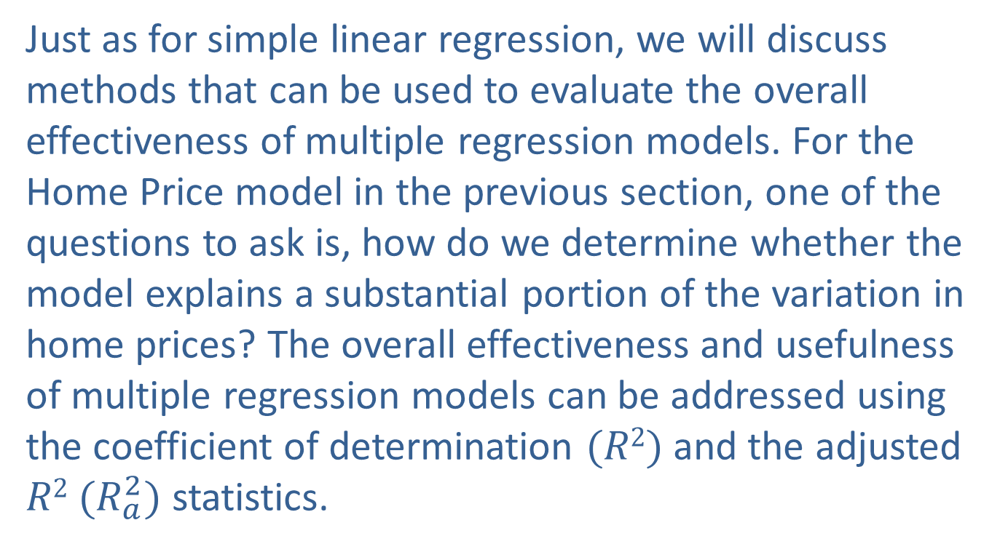 Just as for simple linear regression, we will discuss
methods that can be used to evaluate the overall
effectiveness of multiple regression models. For the
Home Price model in the previous section, one of the
questions to ask is, how do we determine whether the
model explains a substantial portion of the variation in
home prices? The overall effectiveness and usefulness
of multiple regression models can be addressed using
the coefficient of determination (R²) and the adjusted
R² (R²ₐ) statistics.